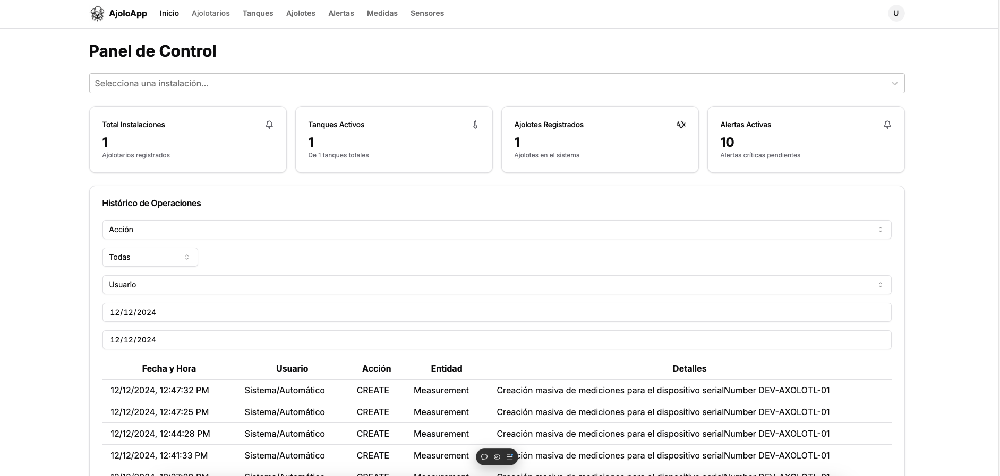 AjoloApp Inicio Ajolotarios Tanques Ajolotes Alertas Medidas Sensores U
Panel de Control
Selecciona una instalación...
Total Instalaciones
1
Ajolotarios registrados
Tanques Activos
1
De 1 tanques totales
Ajolotes Registrados
1
Ajolotes en el sistema
Alertas Activas
10
Alertas críticas pendientes
Histórico de Operaciones
Acción
Todas
Usuario
12/12/2024
12/12/2024
Fecha y Hora Usuario Acción Entidad Detalles
12/12/2024, 12:47:32 PM Sistema/Automático CREATE Measurement Creación masiva de mediciones para el dispositivo serialNumber DEV-AXOLOTL-01
12/12/2024, 12:47:25 PM Sistema/Automático CREATE Measurement Creación masiva de mediciones para el dispositivo serialNumber DEV-AXOLOTL-01
12/12/2024, 12:44:28 PM Sistema/Automático CREATE Measurement Creación masiva de mediciones para el dispositivo serialNumber DEV-AXOLOTL-01
12/12/2024, 12:41:33 PM Sistema/Automático CREATE Measurement ción masiva de mediciones para el dispositivo serialNumber DEV-AXOLOTL-01